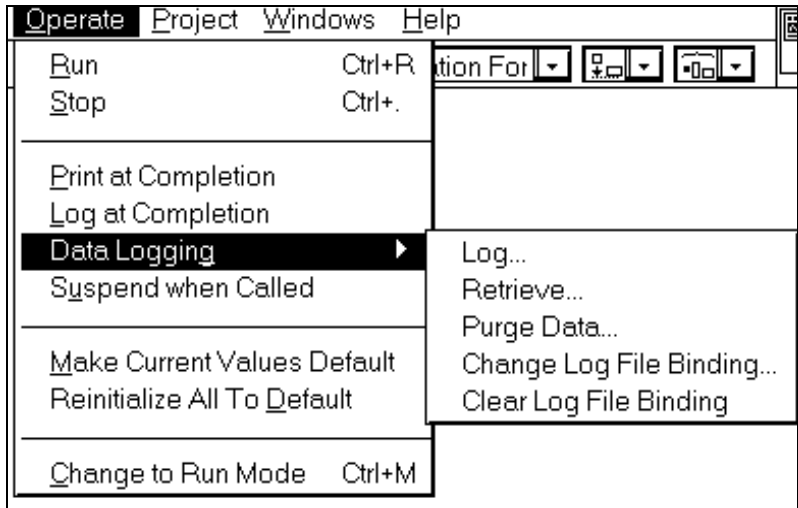 Operate Project Windows Help
Run Ctrl+R
Stop Ctrl+.
Print at Completion
Log at Completion
Data Logging
Suspend when Called
Make Current Values Default
Reinitialize All To Default
Change to Run Mode Ctrl+M
tion For
Log...
Retrieve...
Purge Data...
Change Log File Binding...
Clear Log File Binding